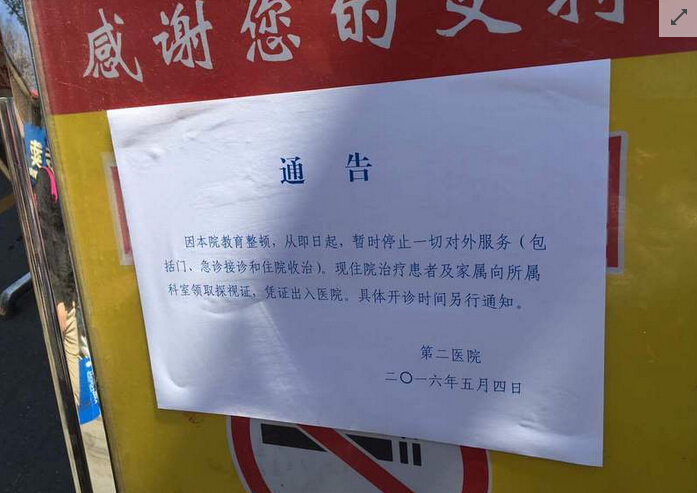 感谢您的支持
通告
因本院教育整顿，从即日起，暂时停止一切对外服务（包
括门、急诊接诊和住院收治）。现住院治疗患者及家属向所属
科室领取探视证，凭证出入医院。具体开诊时间另行通知。
第二医院
二〇一六年五月四日